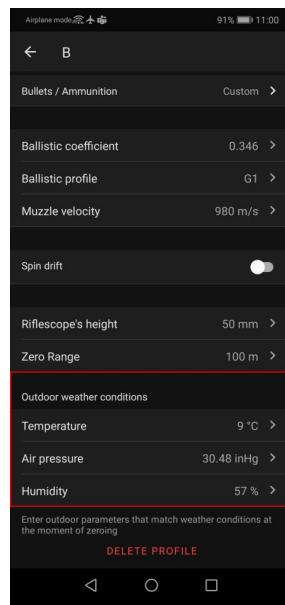 Airplane mode 91% 11:00
B
Bullets / Ammunition Custom
Ballistic coefficient 0.346
Ballistic profile G1
Muzzle velocity 980 m/s
Spin drift
Riflescope's height 50 mm
Zero Range 100 m
Outdoor weather conditions
Temperature 9 °C
Air pressure 30.48 inHg
Humidity 57 %
Enter outdoor parameters that match weather conditions at
the moment of zeroing
DELETE PROFILE